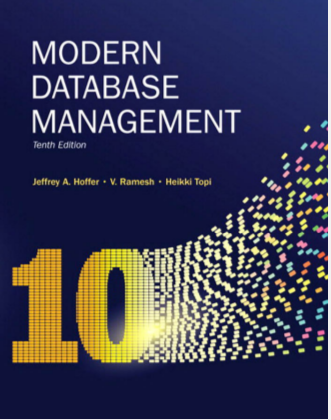 MODERN
DATABASE
MANAGEMENT
Tenth Edition
Jeffrey A. Hoffer • V. Ramesh • Heikki Topi
10